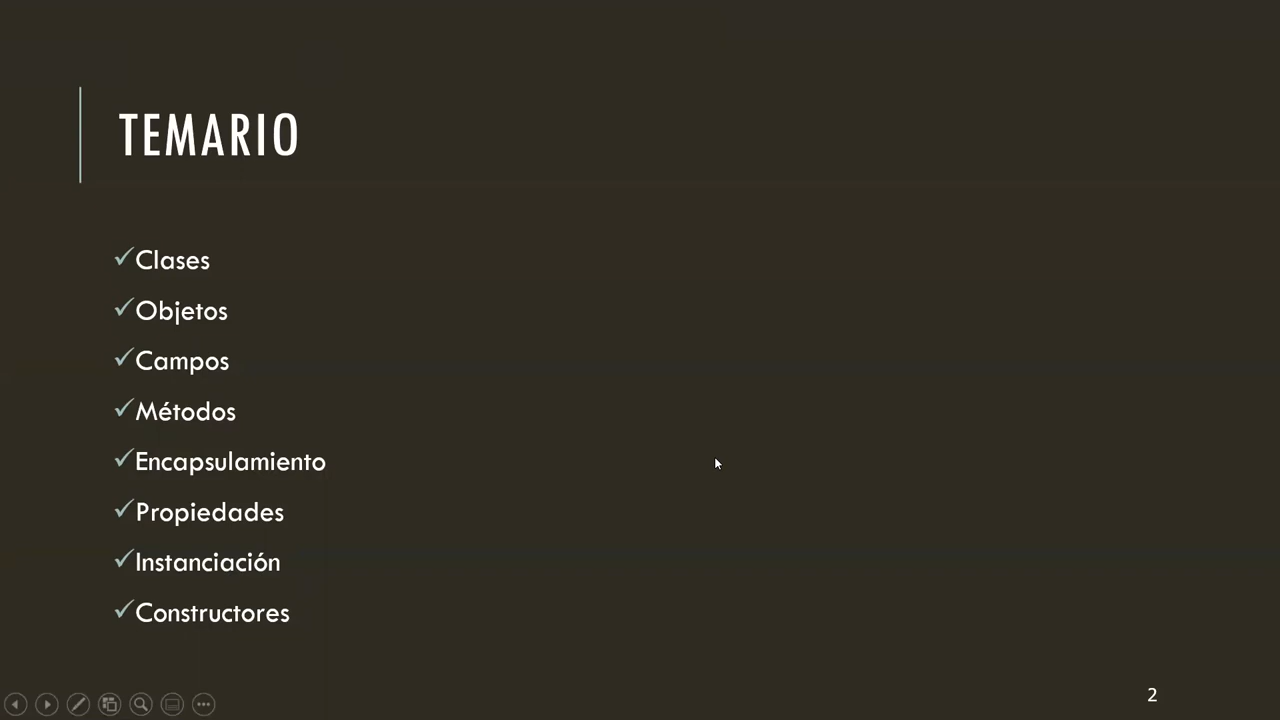 TEMARIO
✓Clases
✓Objetos
✓Campos
✓Métodos
✓Encapsulamiento
✓Propiedades
✓Instanciación
✓Constructores
2